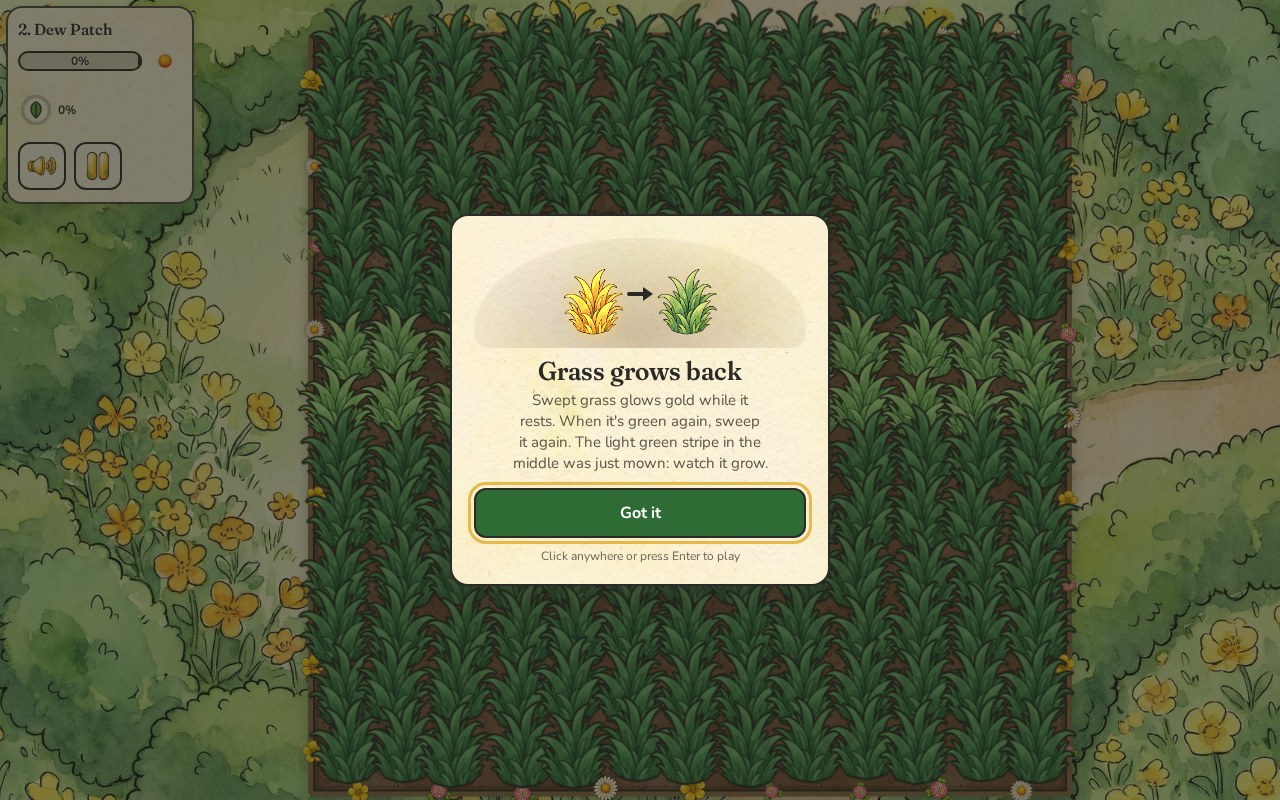 2. Dew Patch
0%
0%
Grass grows back
Swept grass glows gold while it
rests. When it's green again, sweep
it again. The light green stripe in the
middle was just mown: watch it grow.
Got it
Click anywhere or press Enter to play